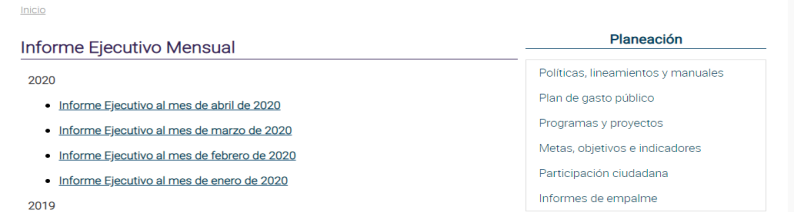 Inicio
Informe Ejecutivo Mensual
2020
Informe Ejecutivo al mes de abril de 2020
Informe Ejecutivo al mes de marzo de 2020
Informe Ejecutivo al mes de febrero de 2020
Informe Ejecutivo al mes de enero de 2020
2019
Planeación
Políticas, lineamientos y manuales
Plan de gasto público
Programas y proyectos
Metas, objetivos e indicadores
Participación ciudadana
Informes de empalme